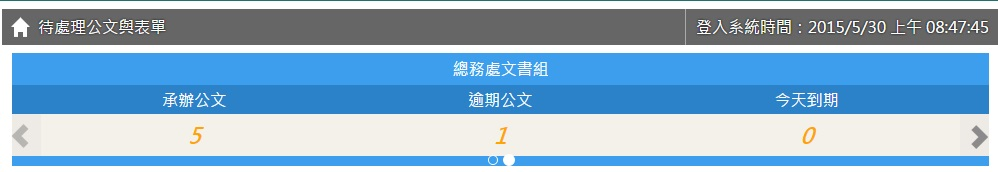 待處理公文與表單 登入系統時間：2015/5/30 上午 08:47:45
總務處文書組
承辦公文 逾期公文 今天到期
5 1 0